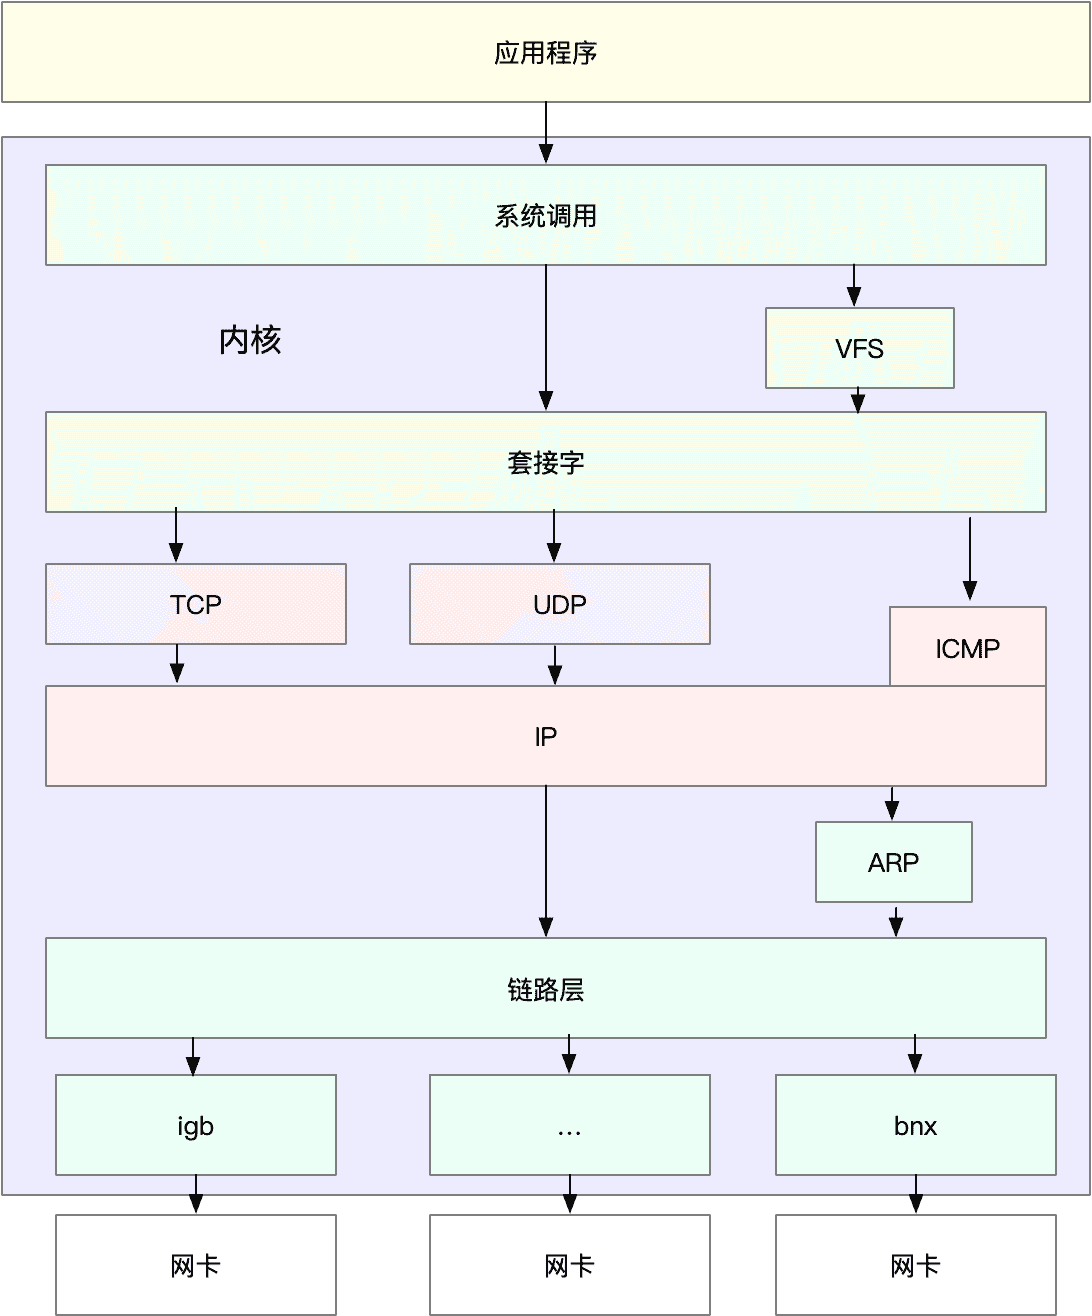 应用程序
系统调用
内核
VFS
套接字
TCP
UDP
ICMP
IP
ARP
链路层
igb
...
bnx
网卡
网卡
网卡